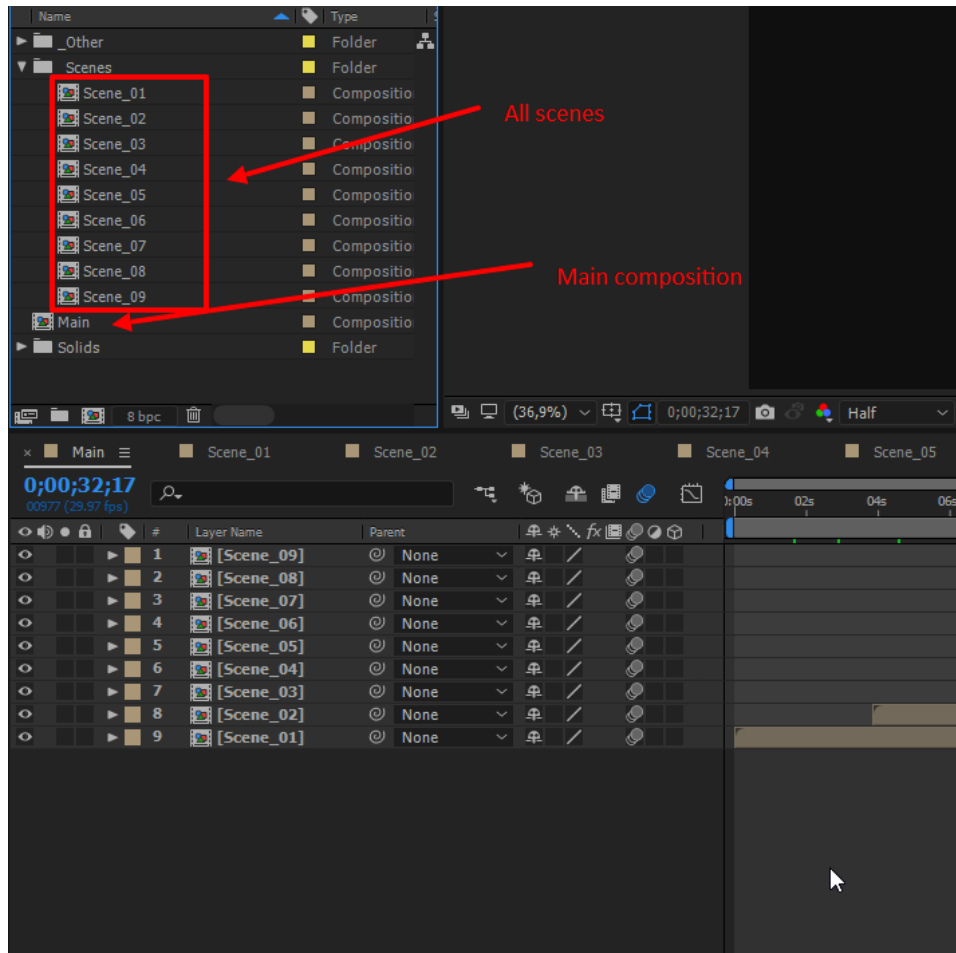 Name Type S
_Other Folder
_Scenes Folder
Scene_01 Compositio
Scene_02 Compositio
Scene_03 Compositio
Scene_04 Compositio
Scene_05 Compositio
Scene_06 Compositio
Scene_07 Compositio
Scene_08 Compositio
Scene_09 Compositio
Main Compositio
Solids Folder
All scenes
Main composition
8 bpc
(36,9%) 0;00;32;17 Half
× Main Scene_01 Scene_02 Scene_03 Scene_04 Scene_05
0;00;32;17
00977 (29.97 fps)
):00s 02s 04s 06s
# Layer Name Parent fx
1 [Scene_09] None
2 [Scene_08] None
3 [Scene_07] None
4 [Scene_06] None
5 [Scene_05] None
6 [Scene_04] None
7 [Scene_03] None
8 [Scene_02] None
9 [Scene_01] None